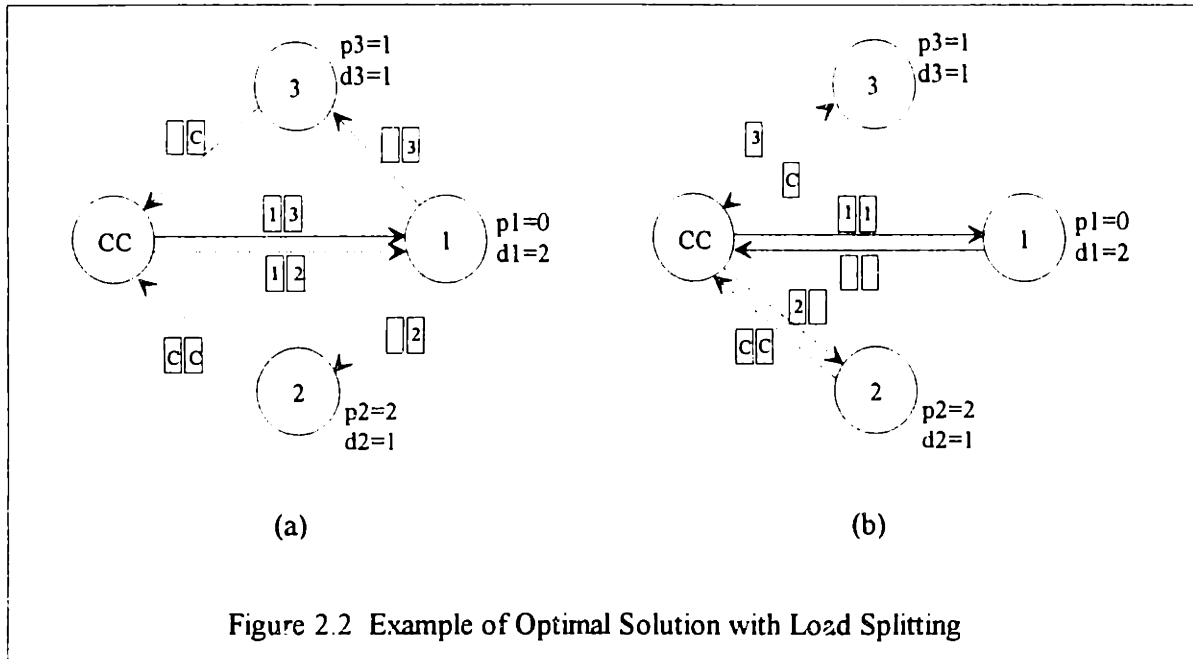 p3=1
d3=1
3
C
3
CC
1 3
1
p1=0
d1=2
1 2
C C
2
2
p2=2
d2=1
(a)
p3=1
d3=1
3
3
C
CC
1 1
1
p1=0
d1=2
2
C C
2
p2=2
d2=1
(b)
Figure 2.2 Example of Optimal Solution with Load Splitting